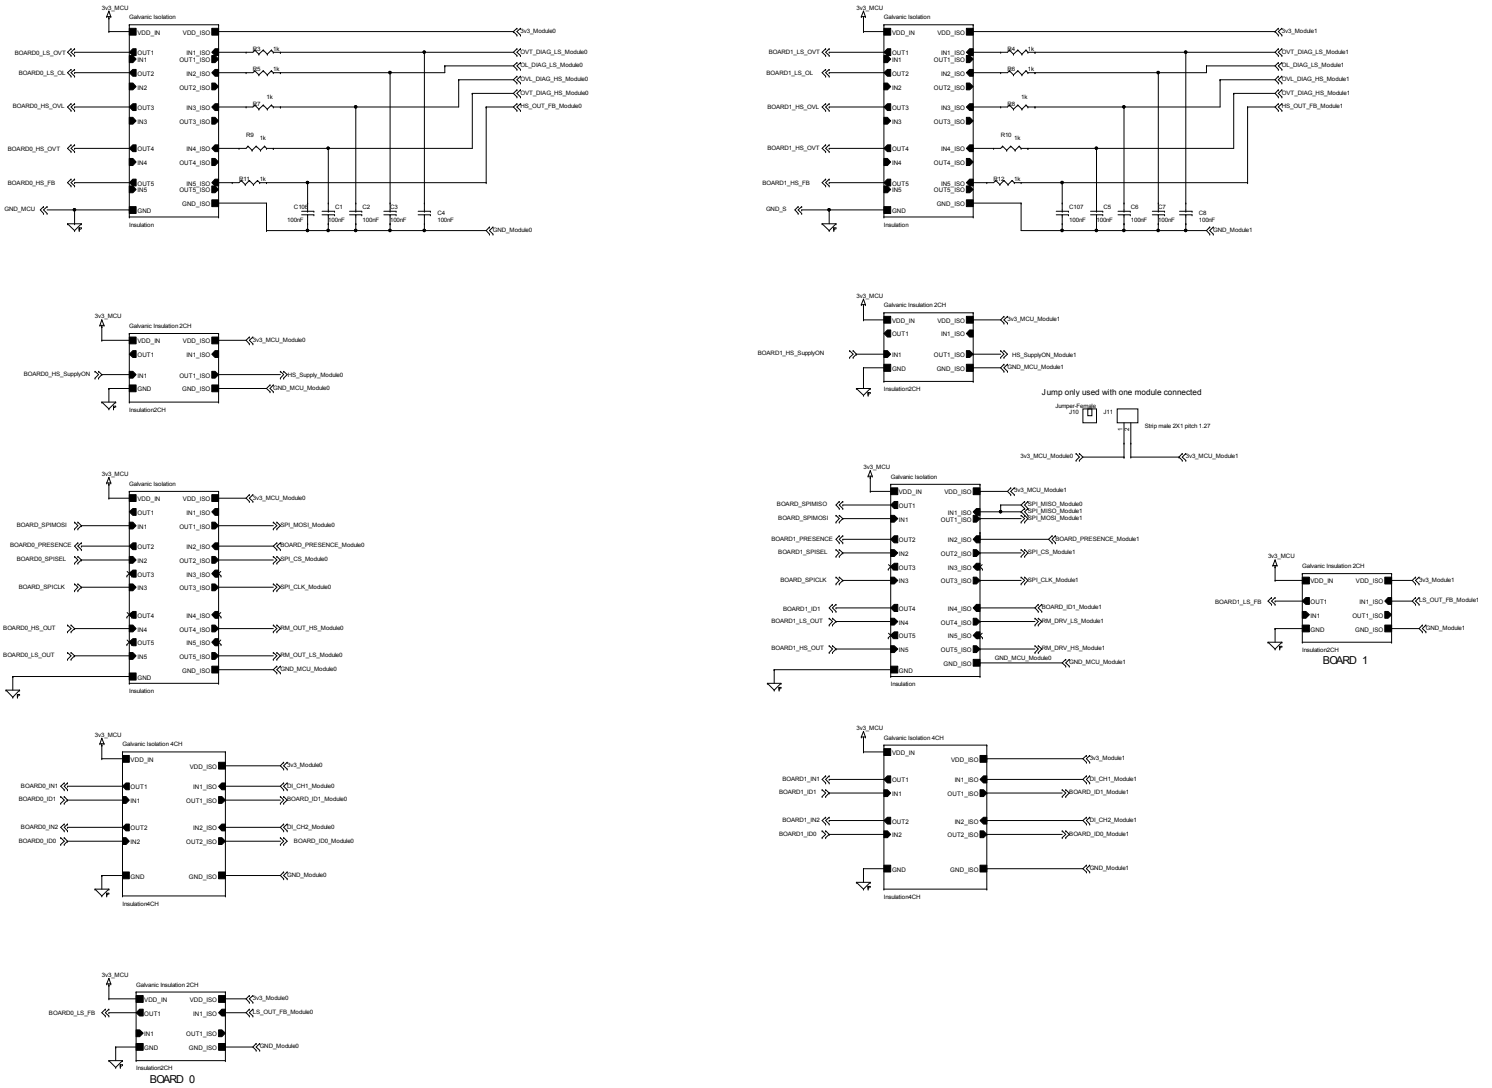 3v3_MCU
Galvanic Isolation
VDD_IN VDD_ISO 3v3_Module0
BOARD0_LS_OVT OUT1 IN1_ISO R3 1k OVT_DIAG_LS_Module0
IN1 OUT1_ISO
BOARD0_LS_OL OUT2 IN2_ISO R5 1k OL_DIAG_LS_Module0
IN2 OUT2_ISO OVL_DIAG_HS_Module0
OVT_DIAG_HS_Module0
BOARD0_HS_OVL OUT3 IN3_ISO R7 1k HS_OUT_FB_Module0
IN3 OUT3_ISO
R9 1k
BOARD0_HS_OVT OUT4 IN4_ISO
IN4 OUT4_ISO
BOARD0_HS_FB OUT5 IN5_ISO R11 1k
IN5 OUT5_ISO
GND_ISO
GND_MCU GND
C106 C1 C2 C3 C4
100nF 100nF 100nF 100nF 100nF
Insulation
GND_Module0
3v3_MCU
Galvanic Isolation
VDD_IN VDD_ISO 3v3_Module1
BOARD1_LS_OVT OUT1 IN1_ISO R4 1k OVT_DIAG_LS_Module1
IN1 OUT1_ISO
BOARD1_LS_OL OUT2 IN2_ISO R6 1k OL_DIAG_LS_Module1
IN2 OUT2_ISO OVL_DIAG_HS_Module1
OVT_DIAG_HS_Module1
BOARD1_HS_OVL OUT3 IN3_ISO R8 1k HS_OUT_FB_Module1
IN3 OUT3_ISO
R10 1k
BOARD1_HS_OVT OUT4 IN4_ISO
IN4 OUT4_ISO
BOARD1_HS_FB OUT5 IN5_ISO R12 1k
IN5 OUT5_ISO
GND_ISO
GND_S GND
C107 C5 C6 C7 C8
100nF 100nF 100nF 100nF 100nF
Insulation
GND_Module1
3v3_MCU
Galvanic Insulation 2CH
VDD_IN VDD_ISO 3v3_MCU_Module0
OUT1 IN1_ISO
BOARD0_HS_SupplyON IN1 OUT1_ISO HS_Supply_Module0
GND GND_ISO GND_MCU_Module0
Insulation2CH
3v3_MCU
Galvanic Insulation 2CH
VDD_IN VDD_ISO 3v3_MCU_Module1
OUT1 IN1_ISO
BOARD1_HS_SupplyON IN1 OUT1_ISO HS_SupplyON_Module1
GND GND_ISO GND_MCU_Module1
Insulation2CH
Jump only used with one module connected
Jumper-Female
J10 J11
Strip male 2X1 pitch 1.27
1 2
3v3_MCU_Module0 3v3_MCU_Module1
3v3_MCU
Galvanic Isolation
VDD_IN VDD_ISO 3v3_MCU_Module0
OUT1 IN1_ISO
BOARD_SPIMOSI IN1 OUT1_ISO SPI_MOSI_Module0
BOARD0_PRESENCE OUT2 IN2_ISO BOARD_PRESENCE_Module0
BOARD0_SPISEL IN2 OUT2_ISO SPI_CS_Module0
OUT3 IN3_ISO
BOARD_SPICLK IN3 OUT3_ISO SPI_CLK_Module0
OUT4 IN4_ISO
BOARD0_HS_OUT IN4 OUT4_ISO RM_OUT_HS_Module0
OUT5 IN5_ISO
BOARD0_LS_OUT IN5 OUT5_ISO RM_OUT_LS_Module0
GND_ISO GND_MCU_Module0
GND
Insulation
3v3_MCU
Galvanic Isolation
VDD_IN VDD_ISO 3v3_MCU_Module1
BOARD_SPIMISO OUT1 SPI_MISO_Module0
IN1_ISO SPI_MISO_Module1
BOARD_SPIMOSI IN1 OUT1_ISO SPI_MOSI_Module1
BOARD1_PRESENCE OUT2 IN2_ISO BOARD_PRESENCE_Module1
BOARD1_SPISEL IN2 OUT2_ISO SPI_CS_Module1
OUT3 IN3_ISO
BOARD_SPICLK IN3 OUT3_ISO SPI_CLK_Module1
BOARD1_ID1 OUT4 IN4_ISO BOARD_ID1_Module1
BOARD1_LS_OUT IN4 OUT4_ISO RM_DRV_LS_Module1
OUT5 IN5_ISO
BOARD1_HS_OUT IN5 OUT5_ISO RM_DRV_HS_Module1
GND_MCU_Module0
GND_ISO GND_MCU_Module1
GND
Insulation
3v3_MCU
Galvanic Insulation 2CH
VDD_IN VDD_ISO 3v3_Module1
BOARD1_LS_FB OUT1 IN1_ISO LS_OUT_FB_Module1
IN1 OUT1_ISO
GND GND_ISO GND_Module1
Insulation2CH
BOARD 1
3v3_MCU
Galvanic Isolation 4CH
VDD_IN
VDD_ISO 3v3_Module0
BOARD0_IN1 OUT1 IN1_ISO DI_CH1_Module0
BOARD0_ID1 IN1 OUT1_ISO BOARD_ID1_Module0
BOARD0_IN2 OUT2 IN2_ISO DI_CH2_Module0
BOARD0_ID0 IN2 OUT2_ISO BOARD_ID0_Module0
GND GND_ISO GND_Module0
Insulation4CH
3v3_MCU
Galvanic Isolation 4CH
VDD_IN
VDD_ISO 3v3_Module1
BOARD1_IN1 OUT1 IN1_ISO DI_CH1_Module1
BOARD1_ID1 IN1 OUT1_ISO BOARD_ID1_Module1
BOARD1_IN2 OUT2 IN2_ISO DI_CH2_Module1
BOARD1_ID0 IN2 OUT2_ISO BOARD_ID0_Module1
GND GND_ISO GND_Module1
Insulation4CH
3v3_MCU
Galvanic Insulation 2CH
VDD_IN VDD_ISO 3v3_Module0
BOARD0_LS_FB OUT1 IN1_ISO LS_OUT_FB_Module0
IN1 OUT1_ISO
GND GND_ISO GND_Module0
Insulation2CH
BOARD 0